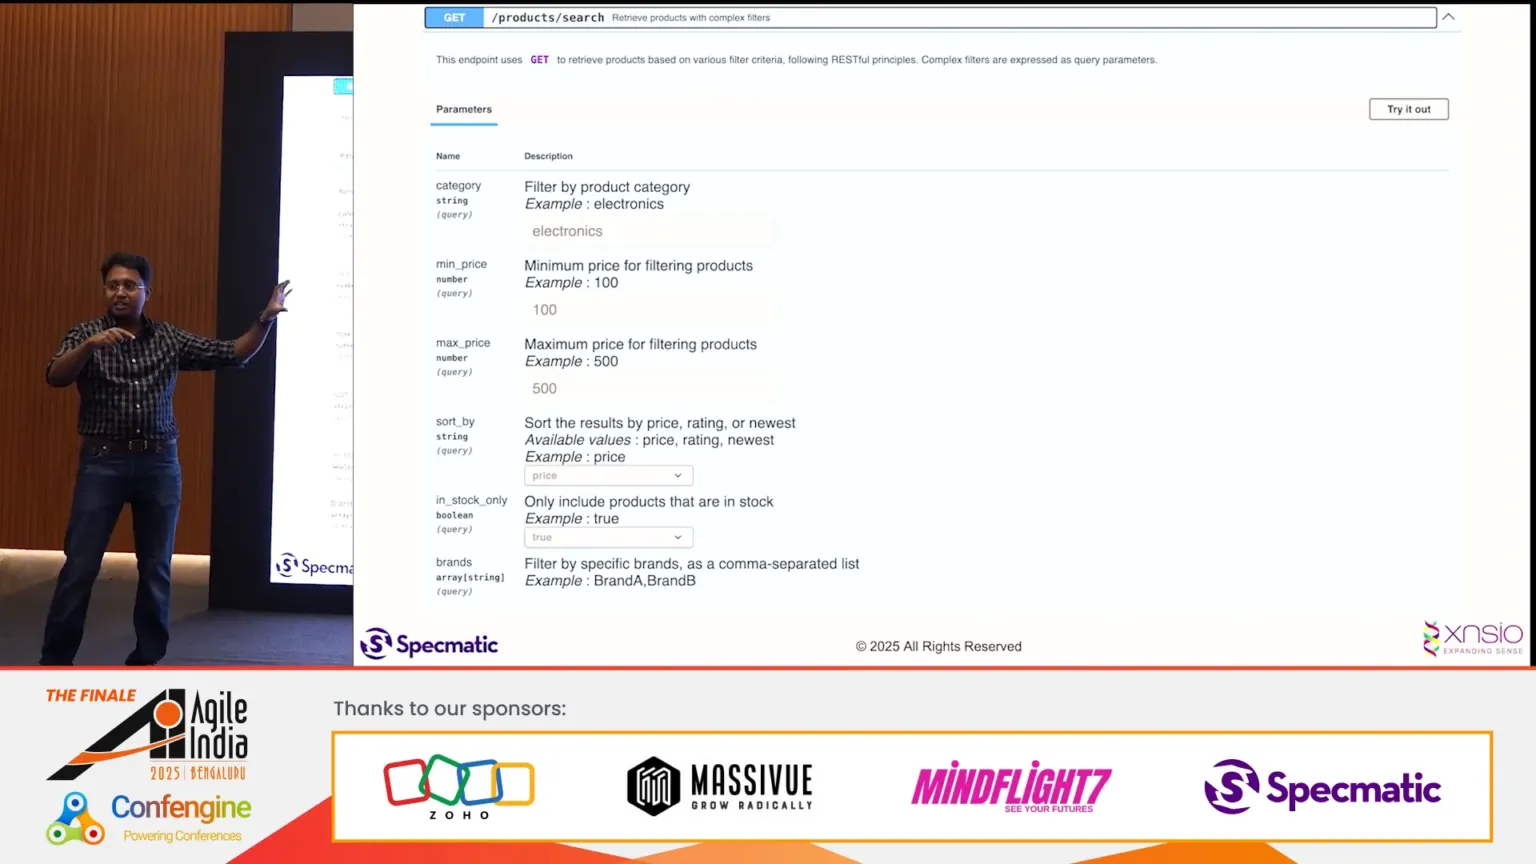 GET /products/search Retrieve products with complex filters
This endpoint uses GET to retrieve products based on various filter criteria, following RESTful principles. Complex filters are expressed as query parameters.
Parameters
Try it out
Name Description
category
string
(query)
Filter by product category
Example : electronics
electronics
min_price
number
(query)
Minimum price for filtering products
Example : 100
100
max_price
number
(query)
Maximum price for filtering products
Example : 500
500
sort_by
string
(query)
Sort the results by price, rating, or newest
Available values : price, rating, newest
Example : price
price
in_stock_only
boolean
(query)
Only include products that are in stock
Example : true
true
brands
array[string]
(query)
Filter by specific brands, as a comma-separated list
Example : BrandA,BrandB
Specma
Specmatic
© 2025 All Rights Reserved
xnsio
EXPANDING SENSE
THE FINALE
Agile
India
2025 | BENGALURU
Confengine
Powering Conferences
Thanks to our sponsors:
ZOHO
MASSIVUE
GROW RADICALLY
MINDFLIGHT7
SEE YOUR FUTURES
Specmatic